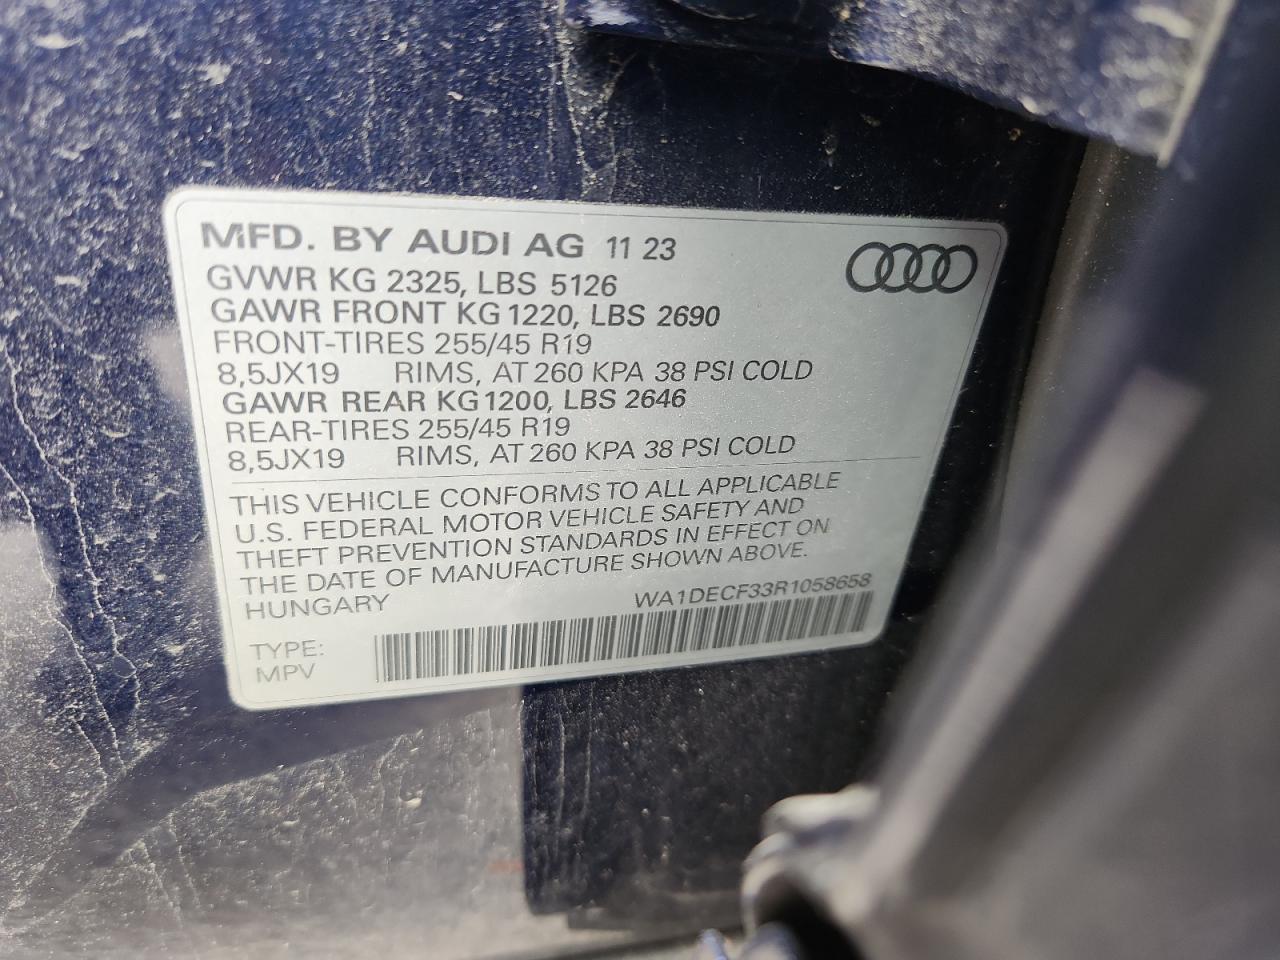 MFD. BY AUDI AG 11 23
GVWR KG 2325, LBS 5126
GAWR FRONT KG 1220, LBS 2690
FRONT-TIRES 255/45 R19
8,5JX19 RIMS, AT 260 KPA 38 PSI COLD
GAWR REAR KG 1200, LBS 2646
REAR-TIRES 255/45 R19
8,5JX19 RIMS, AT 260 KPA 38 PSI COLD
THIS VEHICLE CONFORMS TO ALL APPLICABLE
U.S. FEDERAL MOTOR VEHICLE SAFETY AND
THEFT PREVENTION STANDARDS IN EFFECT ON
THE DATE OF MANUFACTURE SHOWN ABOVE.
HUNGARY WA1DECF33R1058658
TYPE:
MPV